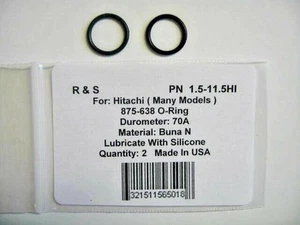 R & S PN 1.5-11.5HI
For: Hitachi ( Many Models )
875-638 O-Ring
Durometer: 70A
Material: Buna N
Lubricate With Silicone
Quantity: 2 Made In USA
321511565018